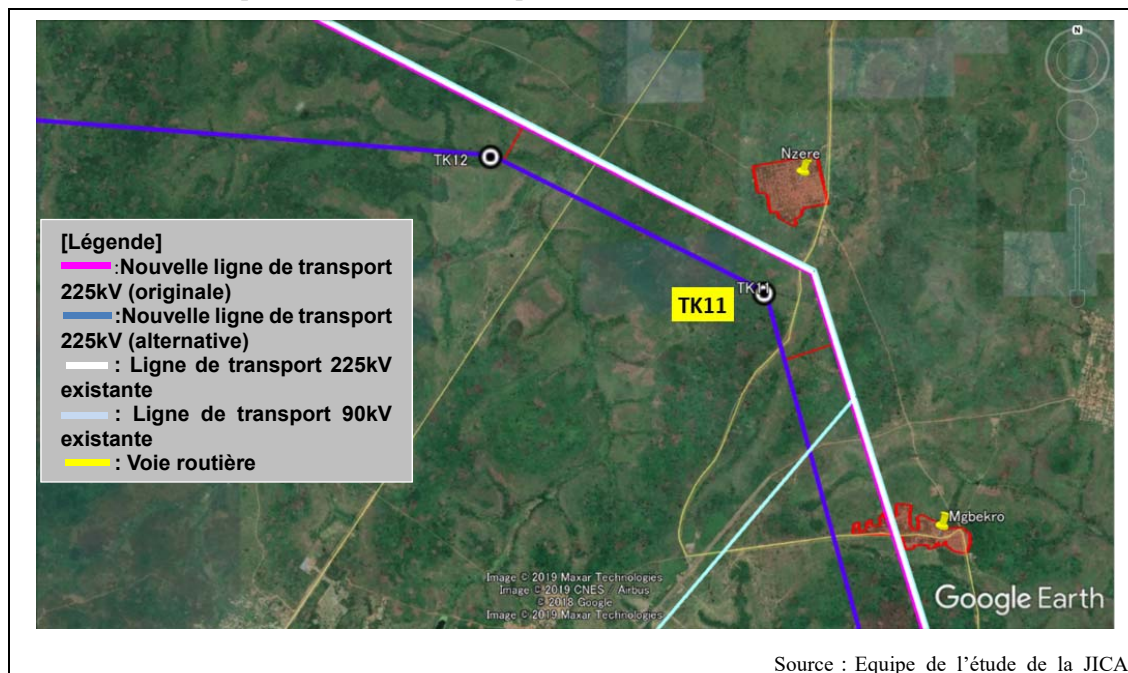 N
Nzere
TK12
TK11
TK11
[Légende]
:Nouvelle ligne de transport
225kV (originale)
:Nouvelle ligne de transport
225kV (alternative)
: Ligne de transport 225kV
existante
: Ligne de transport 90kV
existante
: Voie routière
Mgbekro
Image © 2019 Maxar Technologies
Image © 2019 CNES / Airbus
© 2018 Google
Image © 2019 Maxar Technologies
Google Earth
Source : Equipe de l’étude de la JICA